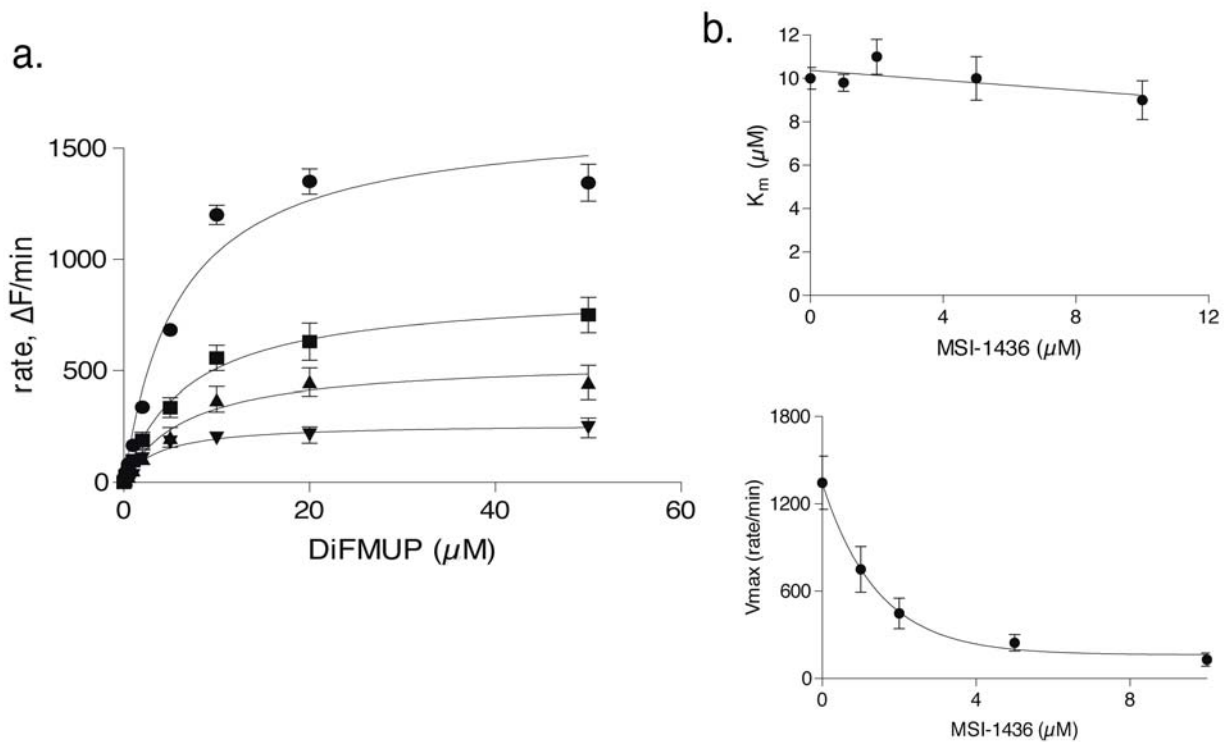 a.
1500
1000
500
0
rate, ΔF/min
0 20 40 60
DiFMUP (µM)
b.
12
10
8
6
4
2
0
Km (µM)
0 4 8 12
MSI-1436 (µM)
1800
1200
600
0
Vmax (rate/min)
0 4 8
MSI-1436 (µM)